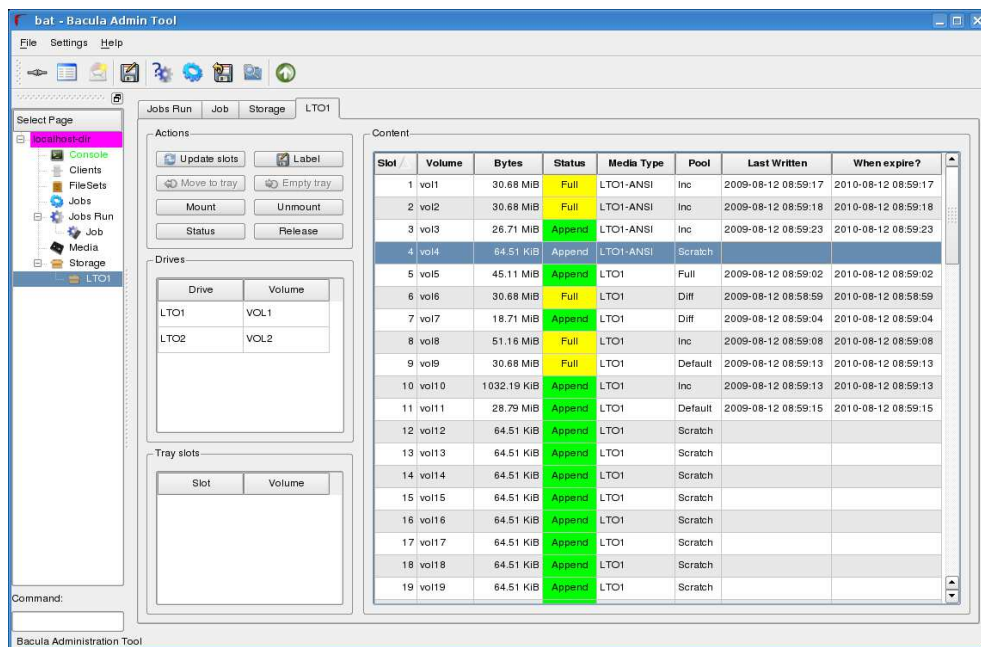 bat - Bacula Admin Tool
File Settings Help
Select Page
localhost-dir
Console
Clients
FileSets
Jobs
Jobs Run
Job
Media
Storage
LTO1
Command:
Bacula Administration Tool
Jobs Run Job Storage LTO1
Actions
Update slots Label
Move to tray Empty tray
Mount Unmount
Status Release
Drives
Drive Volume
LTO1 VOL1
LTO2 VOL2
Tray slots
Slot Volume
Content
Slot Volume Bytes Status Media Type Pool Last Written When expire?
1 vol1 30.68 MiB Full LTO1-ANSI Inc 2009-08-12 08:59:17 2010-08-12 08:59:17
2 vol2 30.68 MiB Full LTO1-ANSI Inc 2009-08-12 08:59:18 2010-08-12 08:59:18
3 vol3 26.71 MiB Append LTO1-ANSI Inc 2009-08-12 08:59:23 2010-08-12 08:59:23
4 vol4 64.51 KiB Append LTO1-ANSI Scratch
5 vol5 45.11 MiB Append LTO1 Full 2009-08-12 08:59:02 2010-08-12 08:59:02
6 vol6 30.68 MiB Full LTO1 Diff 2009-08-12 08:58:59 2010-08-12 08:58:59
7 vol7 18.71 MiB Append LTO1 Diff 2009-08-12 08:59:04 2010-08-12 08:59:04
8 vol8 51.16 MiB Full LTO1 Inc 2009-08-12 08:59:08 2010-08-12 08:59:08
9 vol9 30.68 MiB Full LTO1 Default 2009-08-12 08:59:13 2010-08-12 08:59:13
10 vol10 1032.19 KiB Append LTO1 Inc 2009-08-12 08:59:13 2010-08-12 08:59:13
11 vol11 28.79 MiB Append LTO1 Default 2009-08-12 08:59:15 2010-08-12 08:59:15
12 vol12 64.51 KiB Append LTO1 Scratch
13 vol13 64.51 KiB Append LTO1 Scratch
14 vol14 64.51 KiB Append LTO1 Scratch
15 vol15 64.51 KiB Append LTO1 Scratch
16 vol16 64.51 KiB Append LTO1 Scratch
17 vol17 64.51 KiB Append LTO1 Scratch
18 vol18 64.51 KiB Append LTO1 Scratch
19 vol19 64.51 KiB Append LTO1 Scratch